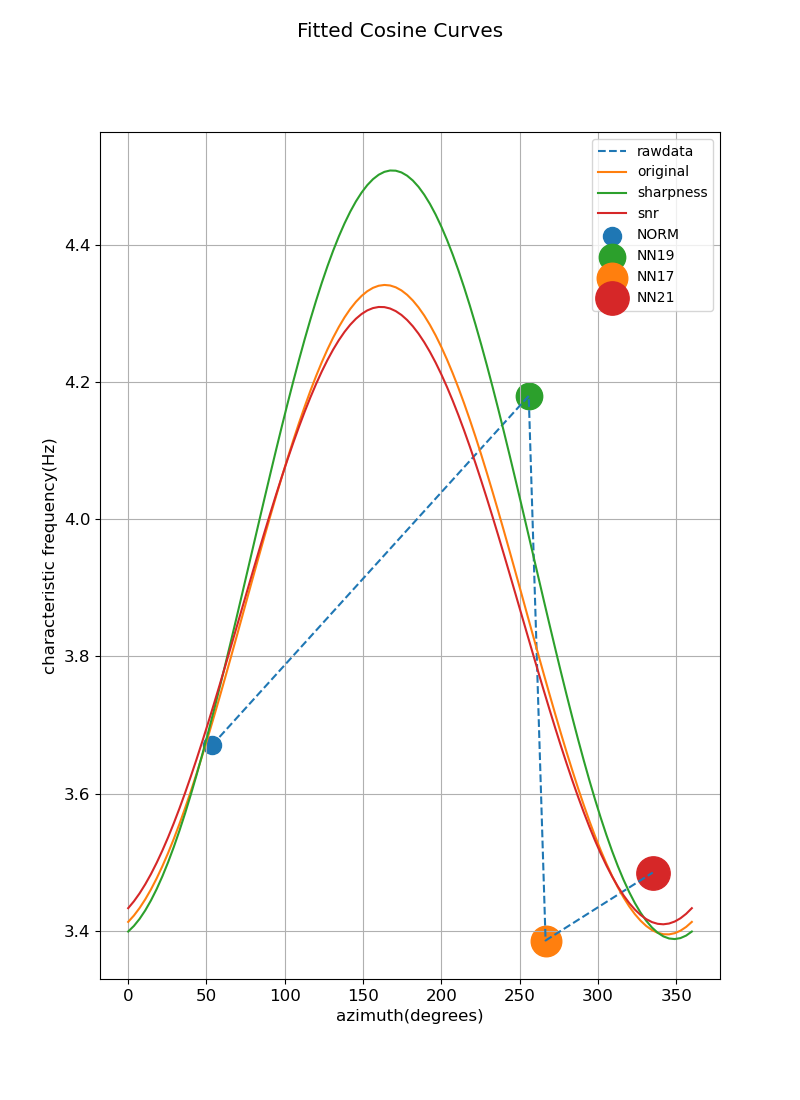 Fitted Cosine Curves
rawdata
original
sharpness
snr
NORM
NN19
NN17
NN21
characteristic frequency(Hz)
4.4
4.2
4.0
3.8
3.6
3.4
0 50 100 150 200 250 300 350
azimuth(degrees)